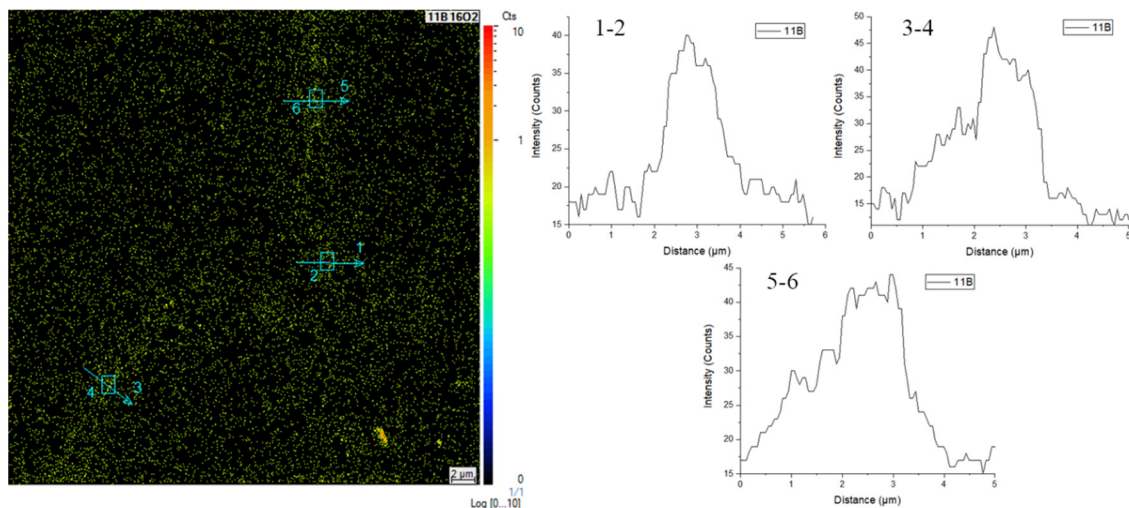 11B 16O2
Cts
10
1
0
1/1
Log [0...10]
5
6
1
2
4
3
2 µm
1-2
11B
Intensity (Counts)
40
35
30
25
20
15
0 1 2 3 4 5 6
Distance (µm)
3-4
11B
Intensity (Counts)
50
45
40
35
30
25
20
15
0 1 2 3 4 5
Distance (µm)
5-6
11B
Intensity (Counts)
45
40
35
30
25
20
15
0 1 2 3 4 5
Distance (µm)